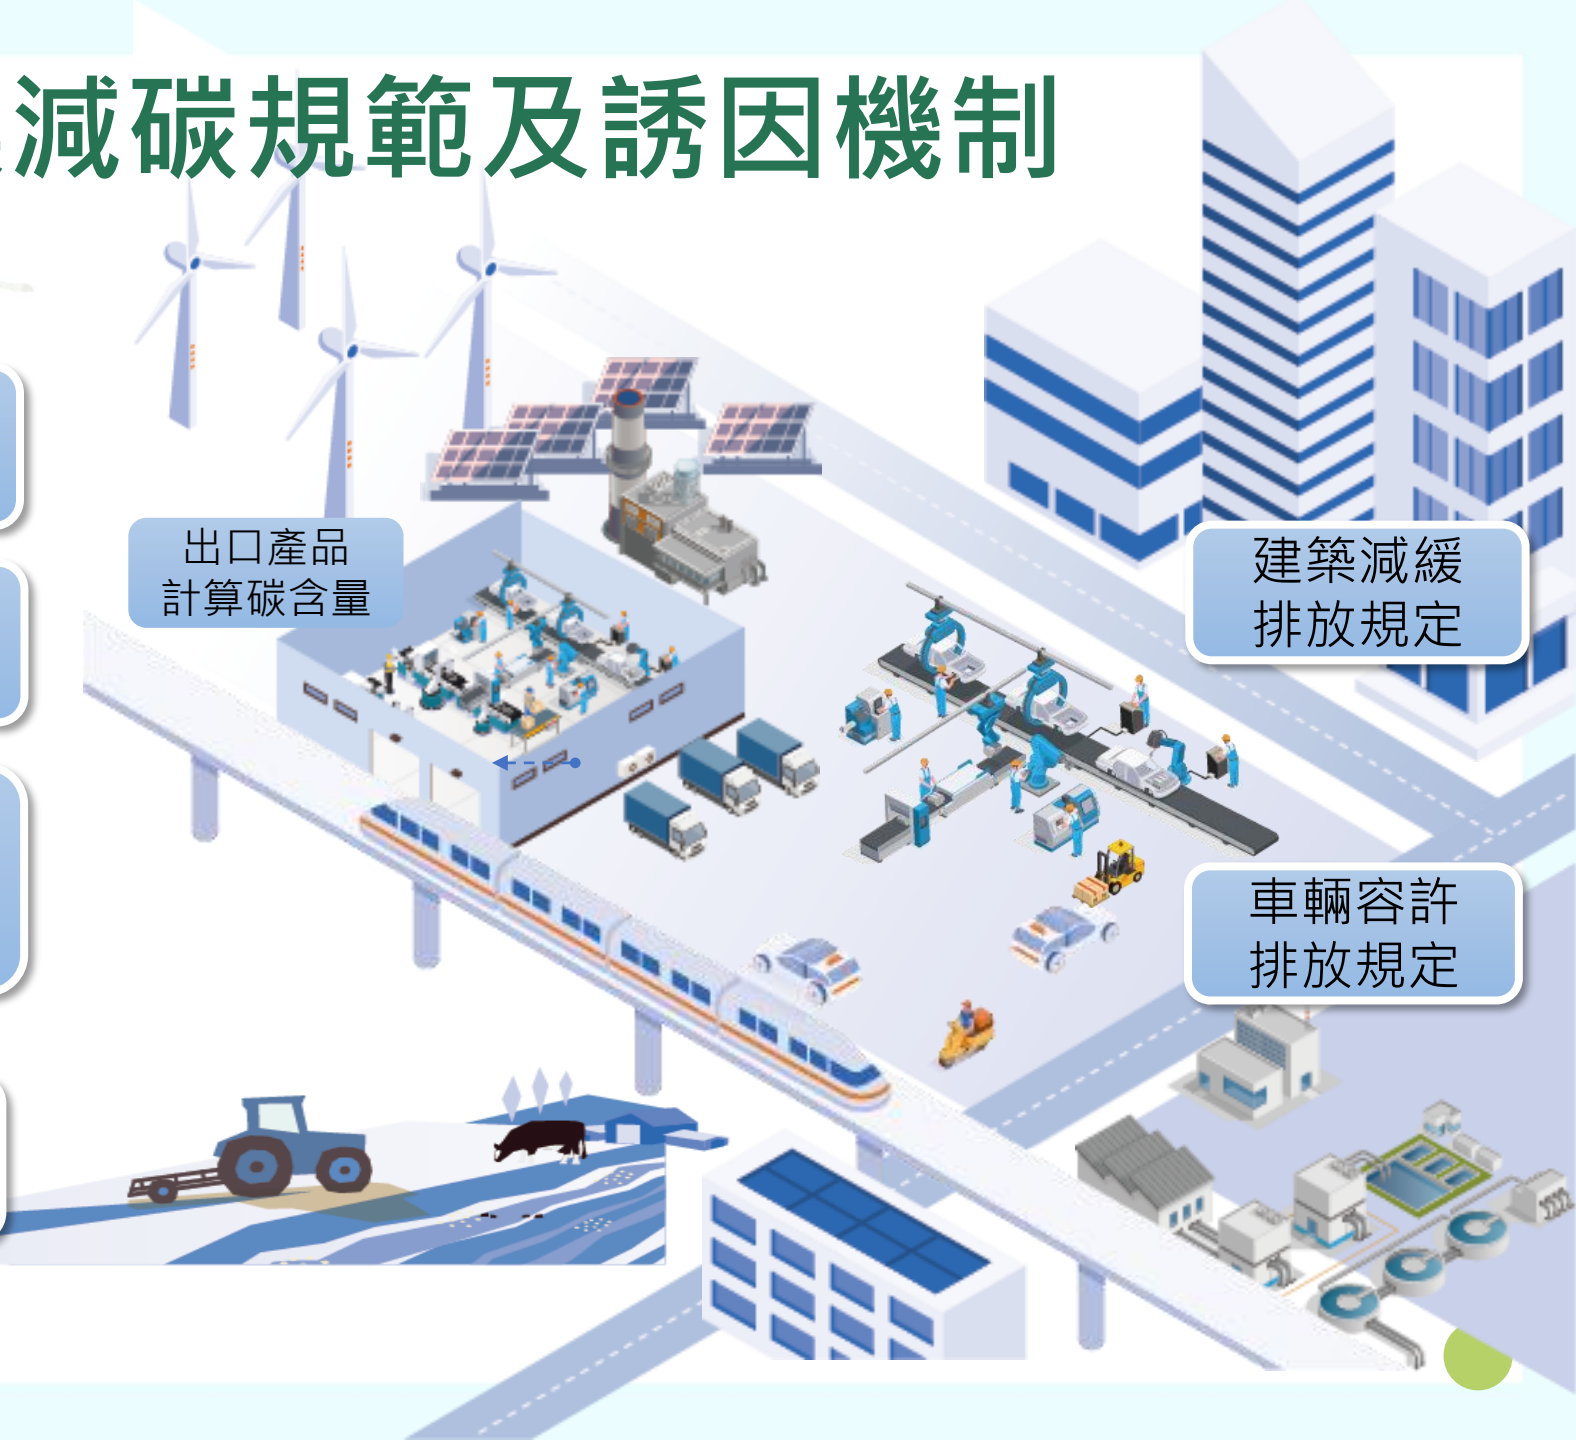 減碳規範及誘因機制
出口產品
計算碳含量
建築減緩
排放規定
車輛容許
排放規定